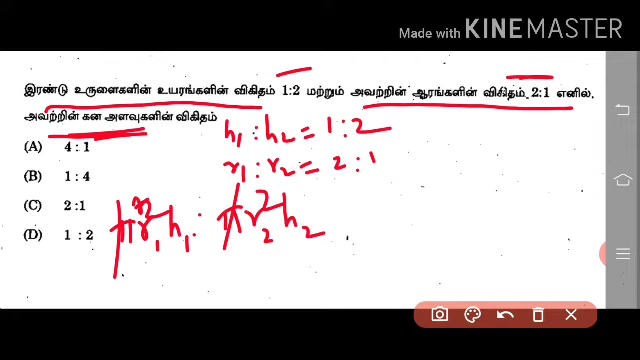 Made with KINEMASTER
இரண்டு உருளைகளின் உயரங்களின் விகிதம் 1:2 மற்றும் அவற்றின் ஆரங்களின் விகிதம் 2:1 எனில்,
அவற்றின் கன அளவுகளின் விகிதம்
h₁ : h₂ = 1 : 2
(A) 4 : 1
r₁ : r₂ = 2 : 1
(B) 1 : 4
(C) 2 : 1
πr₁²h₁ : πr₂²h₂
(D) 1 : 2